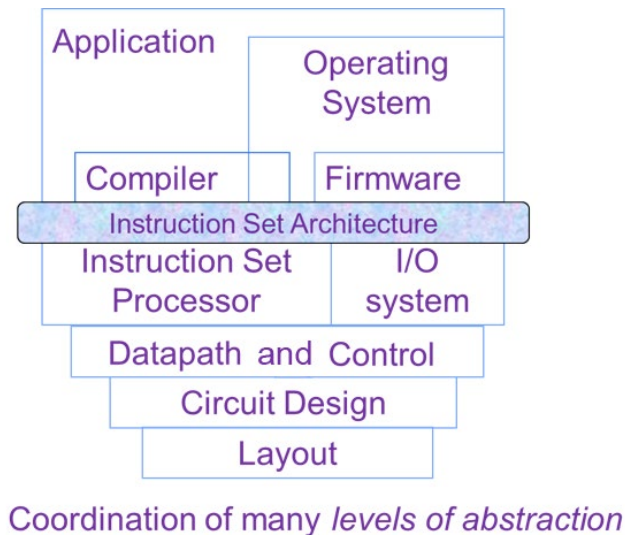 Application
Operating
System
Compiler
Firmware
Instruction Set Architecture
Instruction Set
Processor
I/O
system
Datapath and Control
Circuit Design
Layout
Coordination of many levels of abstraction